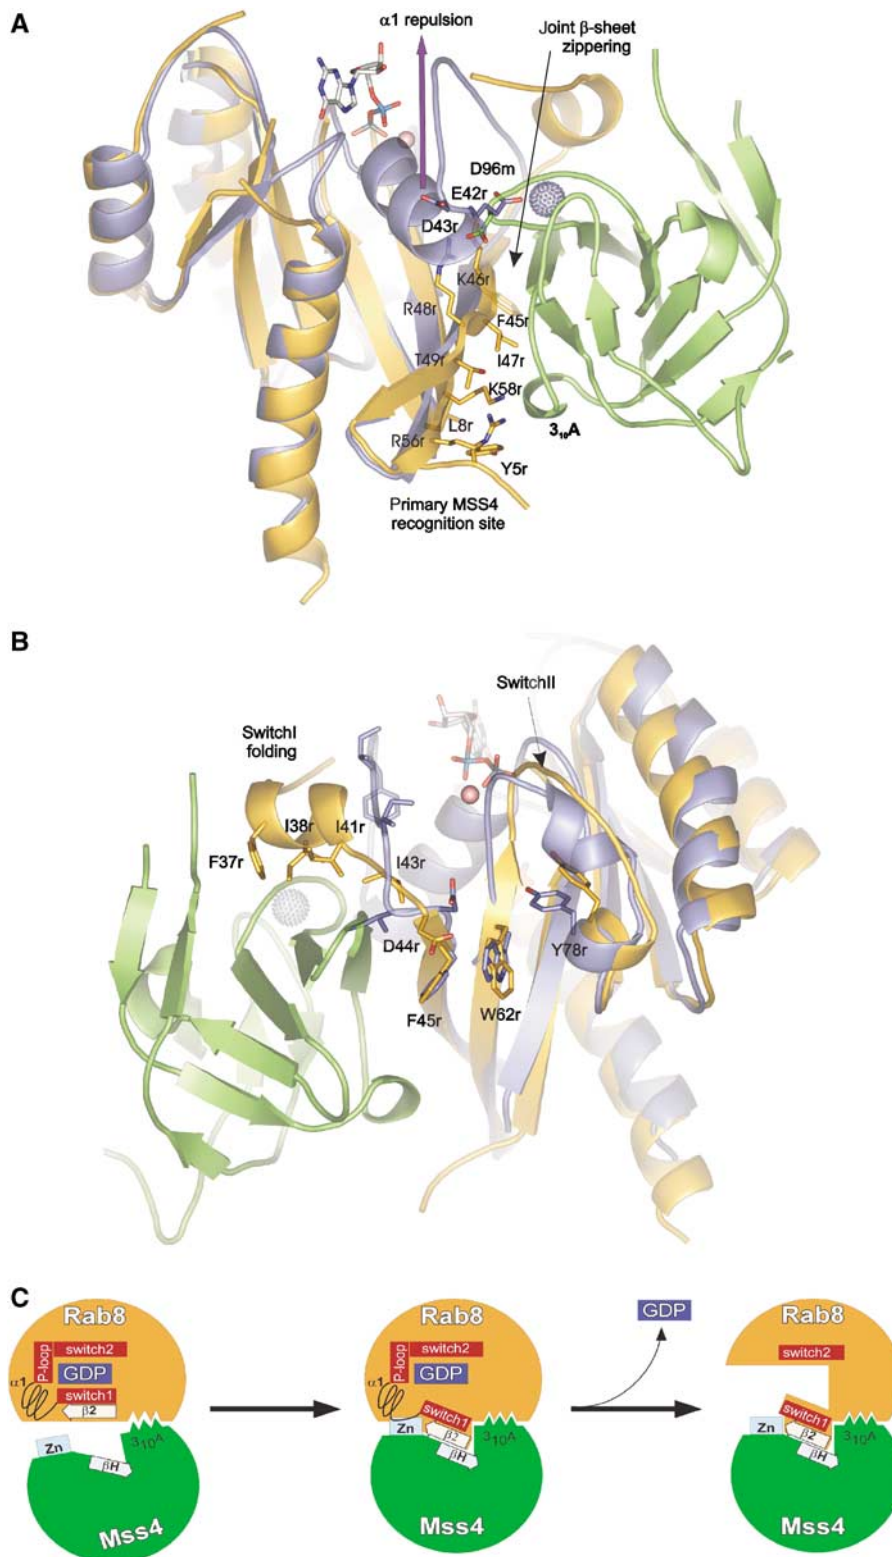 A
α1 repulsion
Joint β-sheet
zippering
D96m
E42r
D43r
K46r
R48r
F45r
T49r
I47r
K58r
L8r
3₁₀A
R56r
Y5r
Primary MSS4
recognition site
B
SwitchII
SwitchI
folding
I38r
I41r
F37r
I43r
D44r
Y78r
F45r
W62r
C
Rab8
P-loop
switch2
GDP
α1
switch1
β2
3₁₀A
Zn
βH
Mss4
Rab8
P-loop
switch2
GDP
α1
switch1
Zn
β2
3₁₀A
βH
Mss4
GDP
Rab8
switch2
switch1
Zn
β2
3₁₀A
βH
Mss4